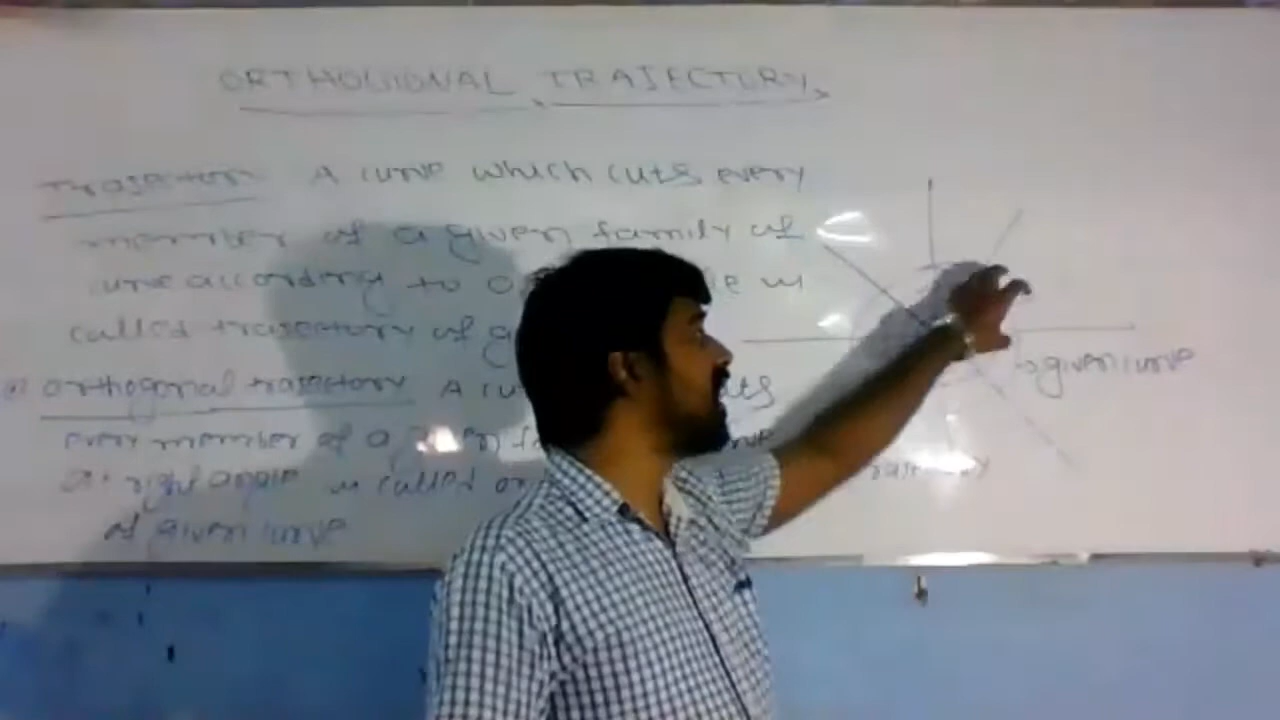 ORTHOGONAL TRAJECTORY
Trajectory A curve which cuts every
member of a given family of
curve according to
called trajectory of
orthogonal trajectory A
every member of a given
at right angle is called
of given curve
given curve